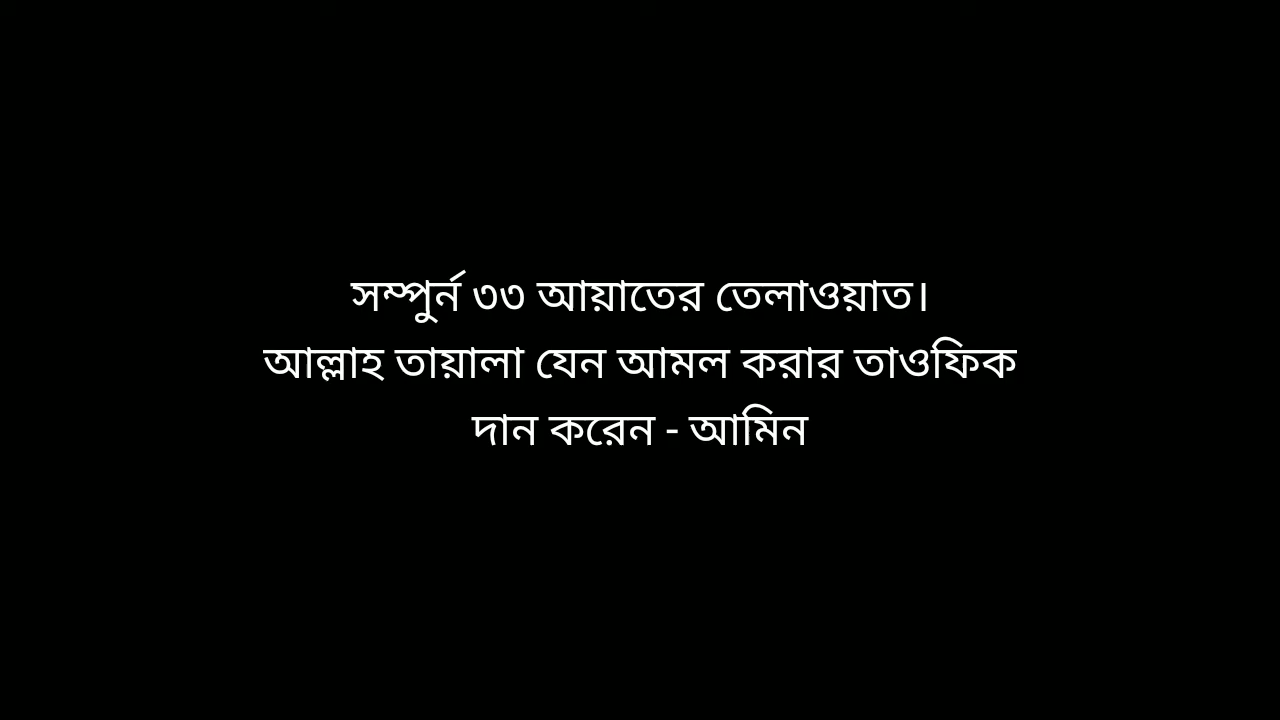 সম্পুর্ন ৩৩ আয়াতের তেলাওয়াত।
আল্লাহ তায়ালা যেন আমল করার তাওফিক
দান করেন - আমিন